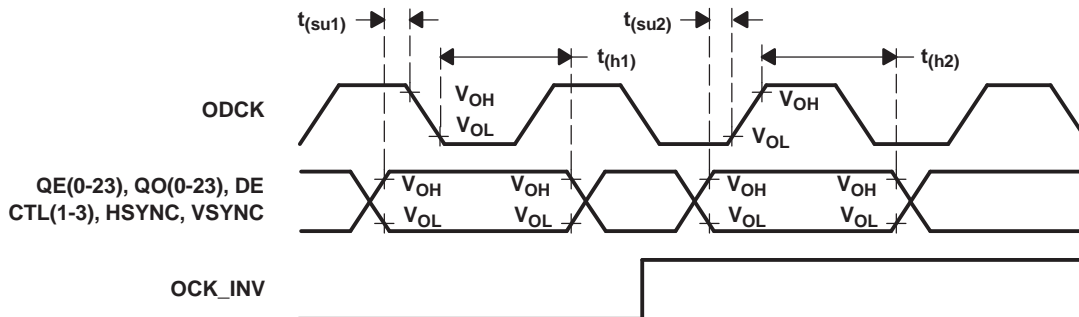 t(su1) t(su2)
t(h1) t(h2)
ODCK VOH VOL VOH VOL
QE(0-23), QO(0-23), DE VOH VOH VOH VOH
CTL(1-3), HSYNC, VSYNC VOL VOL VOL VOL
OCK_INV